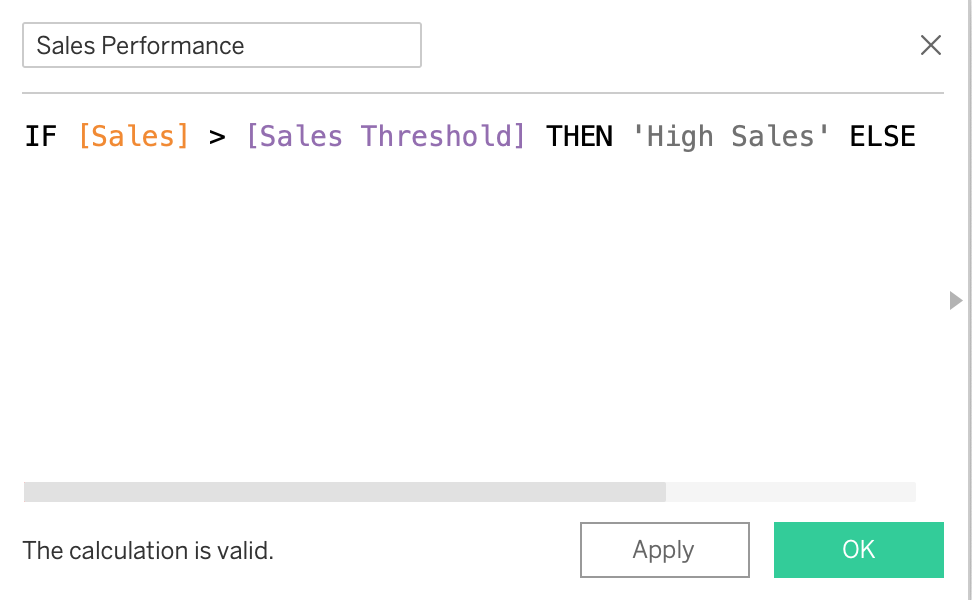 Sales Performance
IF [Sales] > [Sales Threshold] THEN 'High Sales' ELSE
The calculation is valid.
Apply
OK